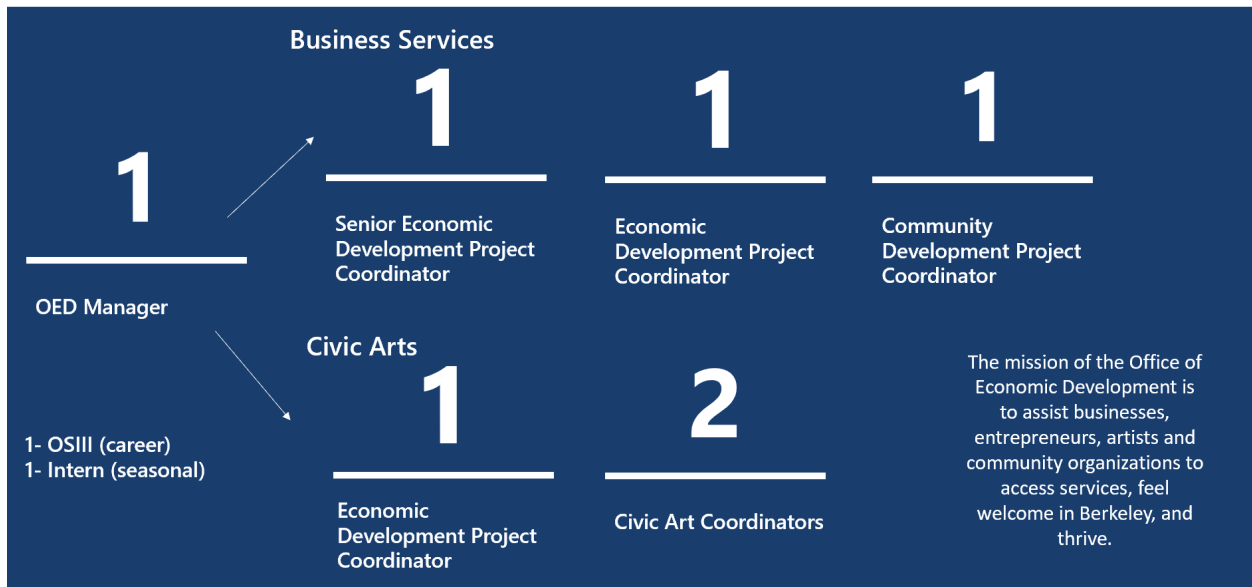 Business Services
1
1
1
1
Senior Economic
Development Project
Coordinator
Economic
Development Project
Coordinator
Community
Development Project
Coordinator
OED Manager
Civic Arts
1
2
1- OSIII (career)
1- Intern (seasonal)
Economic
Development Project
Coordinator
Civic Art Coordinators
The mission of the Office of
Economic Development is
to assist businesses,
entrepreneurs, artists and
community organizations to
access services, feel
welcome in Berkeley, and
thrive.